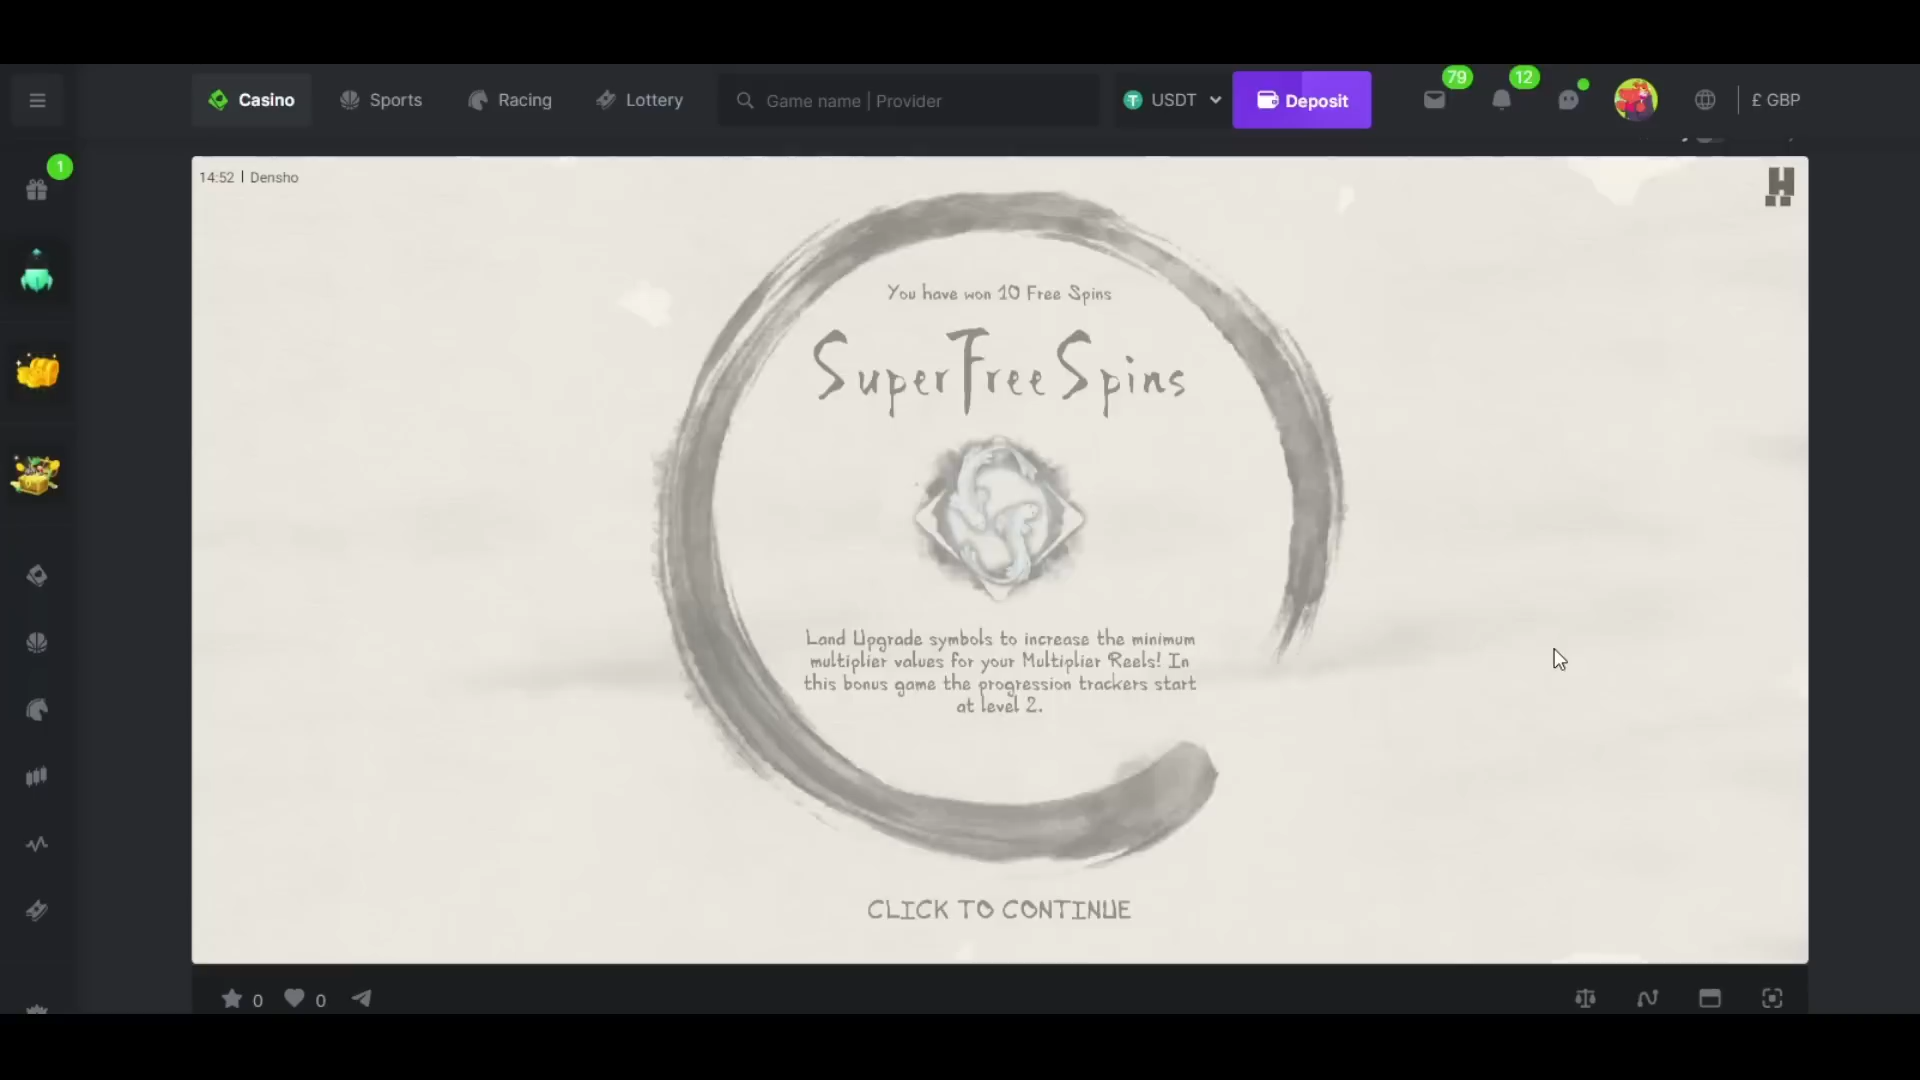 Casino Sports Racing Lottery Game name | Provider USDT Deposit 79 12 £ GBP
1
14:52 | Densho
You have won 10 Free Spins
Super Free Spins
Land Upgrade symbols to increase the minimum
multiplier values for your Multiplier Reels! In
this bonus game the progression trackers start
at level 2.
CLICK TO CONTINUE
0 0